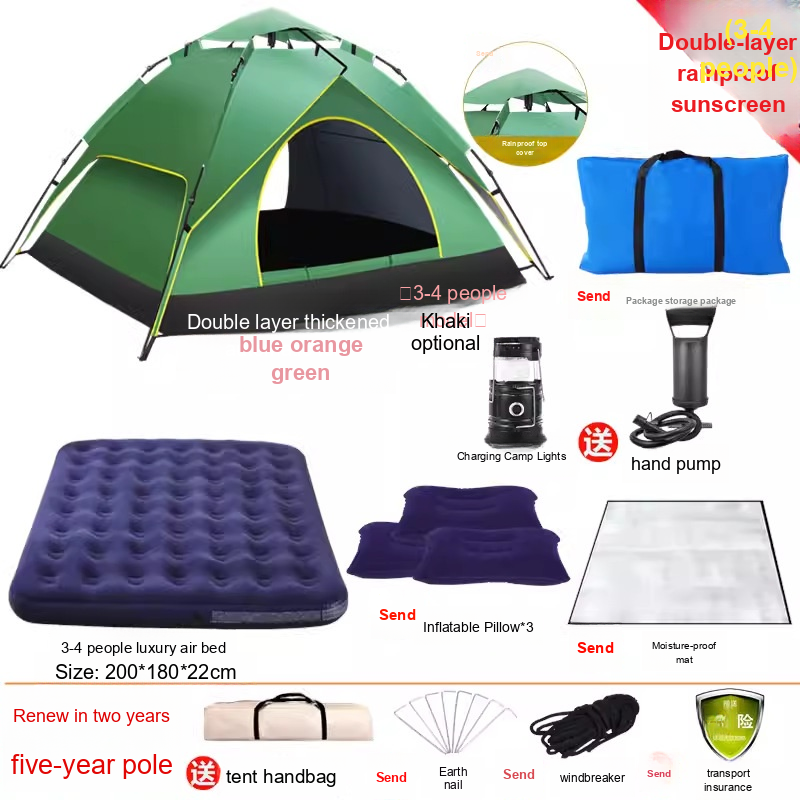 (3-4
people)
Double-layer
rainproof
sunscreen
Rainproof top
cover
Send
Package storage package
3-4 people
Double layer thickened
Khaki
blue orange
optional
green
Charging Camp Lights
送
hand pump
Send
Inflatable Pillow*3
3-4 people luxury air bed
Size: 200*180*22cm
Send
Moisture-proof
mat
Renew in two years
five-year pole
送
tent handbag
Send
Earth
nail
Send
windbreaker
Send
险
transport
insurance